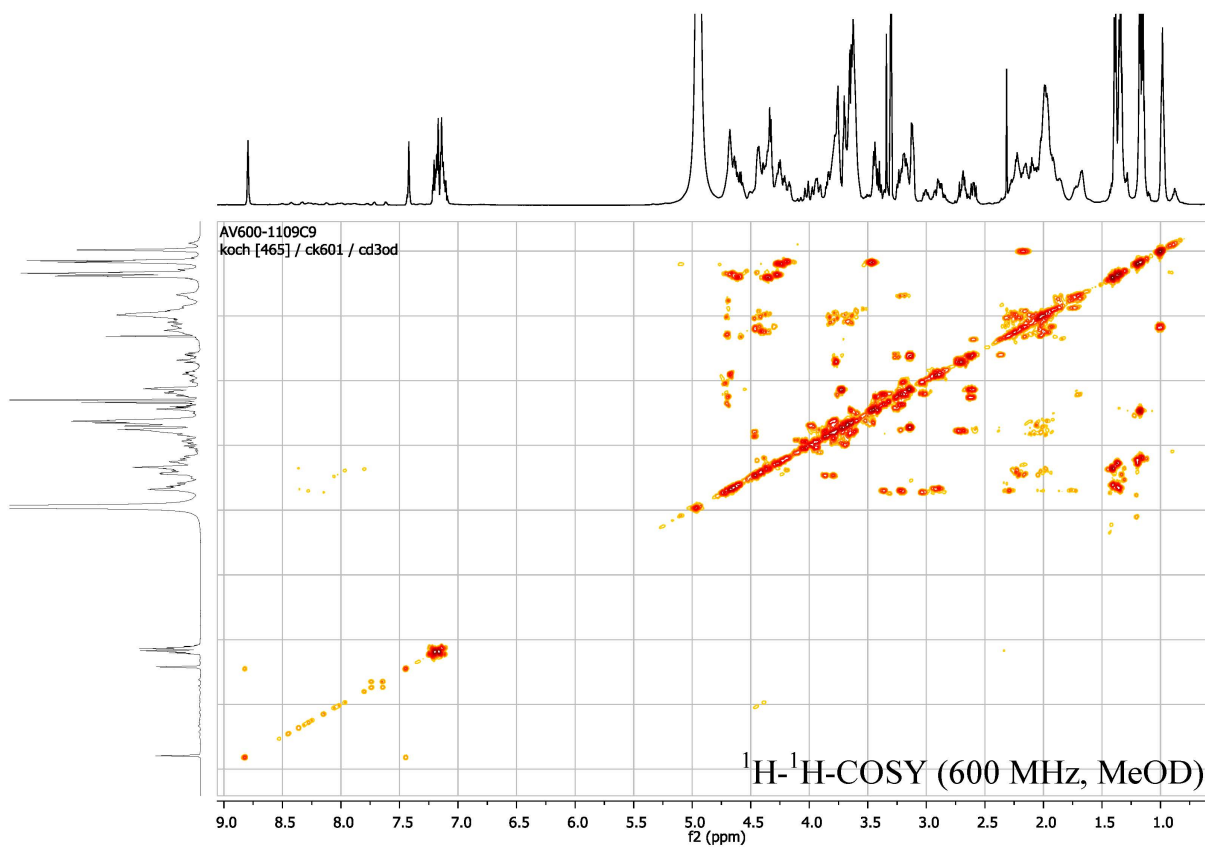 AV600-1109C9
koch [465] / ck601 / cd3od
¹H-¹H-COSY (600 MHz, MeOD)
9.0 8.5 8.0 7.5 7.0 6.5 6.0 5.5 5.0 4.5 4.0 3.5 3.0 2.5 2.0 1.5 1.0
f2 (ppm)